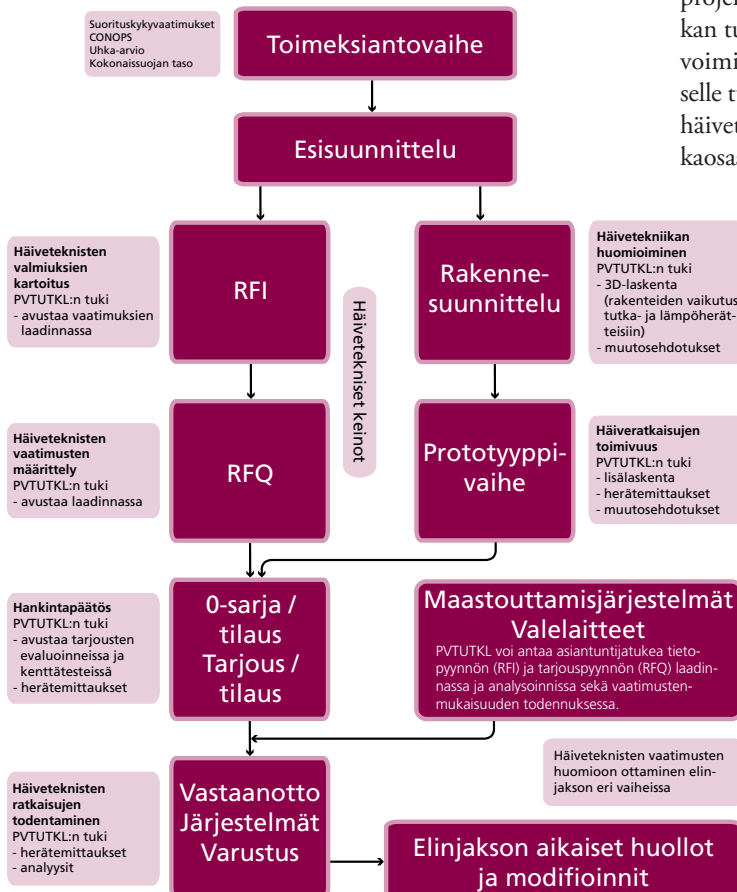 Suorituskykyvaatimukset
CONOPS
Uhka-arvio
Kokonaissuojan taso
Toimeksiantovaihe
Esisuunnittelu
Häiveteknisten
valmiuksien
kartoitus
PVTUTKL:n tuki
- avustaa vaatimuksien
laadinnassa
RFI
Häivetekniset keinot
Rakenne-
suunnittelu
Häivetekniikan
huomioiminen
PVTUTKL:n tuki
- 3D-laskenta
(rakenteiden vaikutus
tutka- ja lämpöherät-
teisiin)
- muutosehdotukset
Häiveteknisten
vaatimusten
määrittely
PVTUTKL:n tuki
- avustaa laadinnassa
RFQ
Prototyyppi-
vaihe
Häiveratkaisujen
toimivuus
PVTUTKL:n tuki
- lisälaskenta
- herätemittaukset
- muutosehdotukset
Hankintapäätös
PVTUTKL:n tuki
- avustaa tarjousten
evaluoinneissa ja
kenttätesteissä
- herätemittaukset
0-sarja /
tilaus
Tarjous /
tilaus
Maastouttamisjärjestelmät
Valelaitteet
PVTUTKL voi antaa asiantuntijatukea tieto-
pyynnön (RFI) ja tarjouspyynnön (RFQ) laadin-
nassa ja analysoinnissa sekä vaatimusten-
mukaisuuden todennuksessa.
Häiveteknisten vaatimusten
huomioon ottaminen elin-
jakson eri vaiheissa
Häiveteknisten
ratkaisujen
todentaminen
PVTUTKL:n tuki
- herätemittaukset
- analyysit
Vastaanotto
Järjestelmät
Varustus
Elinjakson aikaiset huollot
ja modifioinnit
kan tu
voimi
selle t
häivet
kaosa